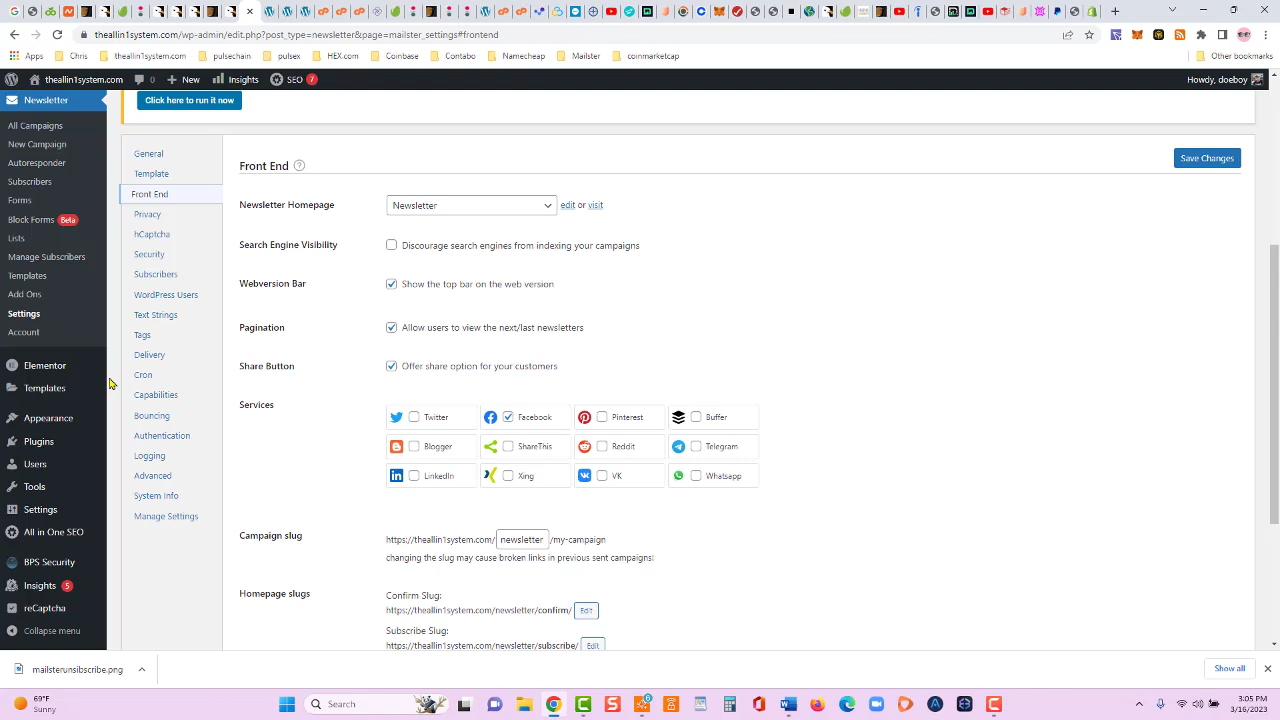 theallin1system.com/wp-admin/edit.php?post_type=newsletter&page=mailster_settings#frontend
Apps Chris theallin1system.com pulsechain pulsex HEX.com Coinbase Contabo Namecheap Mailster coinmarketcap Other bookmarks
theallin1system.com 0 New Insights SEO 7 Howdy, doeboy
Newsletter
All Campaigns
New Campaign
Autoresponder
Subscribers
Forms
Block Forms Beta
Lists
Manage Subscribers
Templates
Add Ons
Settings
Account
Elementor
Templates
Appearance
Plugins
Users
Tools
Settings
All in One SEO
BPS Security
Insights 5
reCaptcha
Collapse menu
Click here to run it now
General
Template
Front End
Privacy
hCaptcha
Security
Subscribers
WordPress Users
Text Strings
Tags
Delivery
Cron
Capabilities
Bouncing
Authentication
Logging
Advanced
System Info
Manage Settings
Front End ?
Save Changes
Newsletter Homepage Newsletter edit or visit
Search Engine Visibility Discourage search engines from indexing your campaigns
Webversion Bar Show the top bar on the web version
Pagination Allow users to view the next/last newsletters
Share Button Offer share option for your customers
Services
Twitter Facebook Pinterest Buffer
Blogger ShareThis Reddit Telegram
LinkedIn Xing VK Whatsapp
Campaign slug https://theallin1system.com/ newsletter /my-campaign
changing the slug may cause broken links in previous sent campaigns!
Homepage slugs Confirm Slug:
https://theallin1system.com/newsletter/confirm/ Edit
Subscribe Slug:
https://theallin1system.com/newsletter/subscribe/ Edit
mailsterunsibscribe.png Show all
69°F
Sunny
Search
6
3:05 PM
3/16/2023